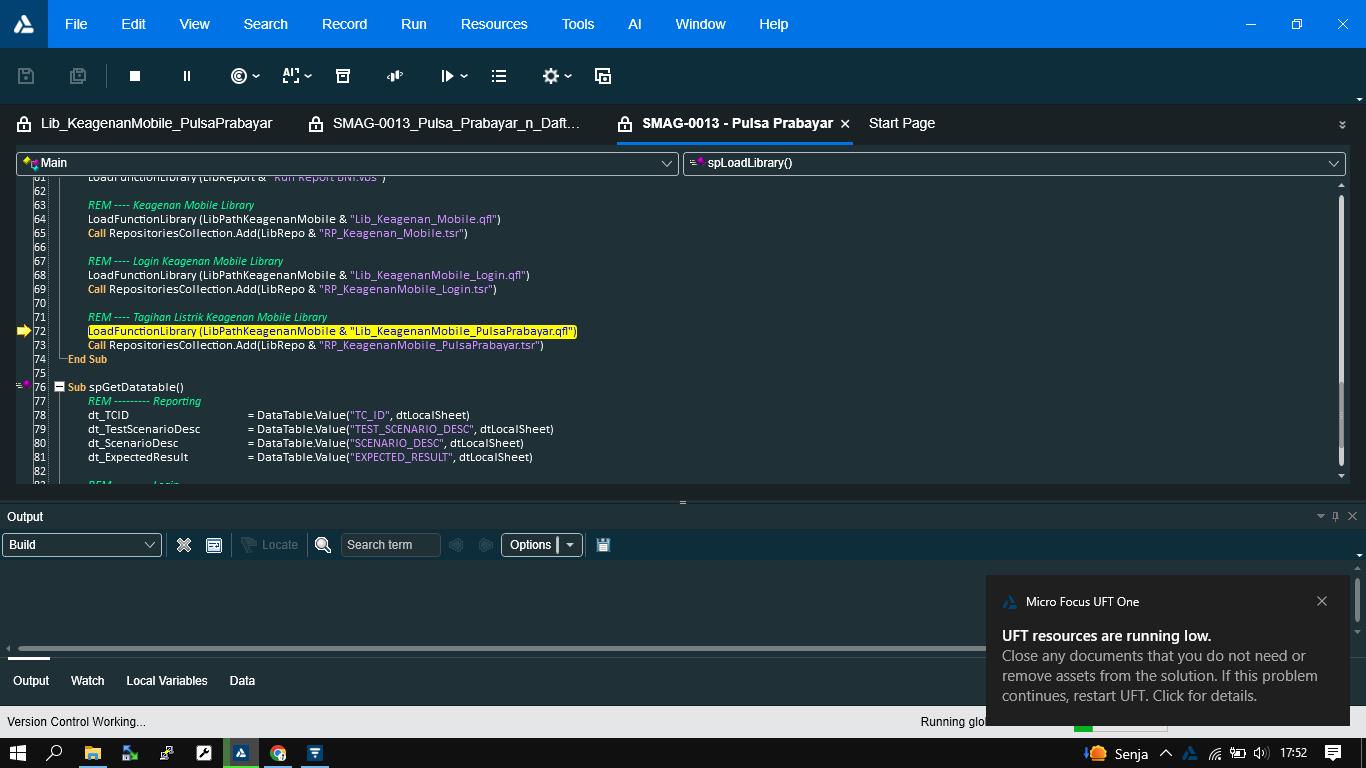 File Edit View Search Record Run Resources Tools AI Window Help
Lib_KeagenanMobile_PulsaPrabayar SMAG-0013_Pulsa_Prabayar_n_Daft... SMAG-0013 - Pulsa Prabayar Start Page
Main spLoadLibrary()
61 LoadFunctionLibrary (LibReport & "Run Report BNI.vbs")
62
63 REM ---- Keagenan Mobile Library
64 LoadFunctionLibrary (LibPathKeagenanMobile & "Lib_Keagenan_Mobile.qfl")
65 Call RepositoriesCollection.Add(LibRepo & "RP_Keagenan_Mobile.tsr")
66
67 REM ---- Login Keagenan Mobile Library
68 LoadFunctionLibrary (LibPathKeagenanMobile & "Lib_KeagenanMobile_Login.qfl")
69 Call RepositoriesCollection.Add(LibRepo & "RP_KeagenanMobile_Login.tsr")
70
71 REM ---- Tagihan Listrik Keagenan Mobile Library
72 LoadFunctionLibrary (LibPathKeagenanMobile & "Lib_KeagenanMobile_PulsaPrabayar.qfl")
73 Call RepositoriesCollection.Add(LibRepo & "RP_KeagenanMobile_PulsaPrabayar.tsr")
74 End Sub
75
76 Sub spGetDatatable()
77 REM --------- Reporting
78 dt_TCID = DataTable.Value("TC_ID", dtLocalSheet)
79 dt_TestScenarioDesc = DataTable.Value("TEST_SCENARIO_DESC", dtLocalSheet)
80 dt_ScenarioDesc = DataTable.Value("SCENARIO_DESC", dtLocalSheet)
81 dt_ExpectedResult = DataTable.Value("EXPECTED_RESULT", dtLocalSheet)
82
Output
Build Locate Search term Options
Micro Focus UFT One
UFT resources are running low.
Close any documents that you do not need or
remove assets from the solution. If this problem
continues, restart UFT. Click for details.
Output Watch Local Variables Data
Version Control Working... Running glo
Senja 17:52